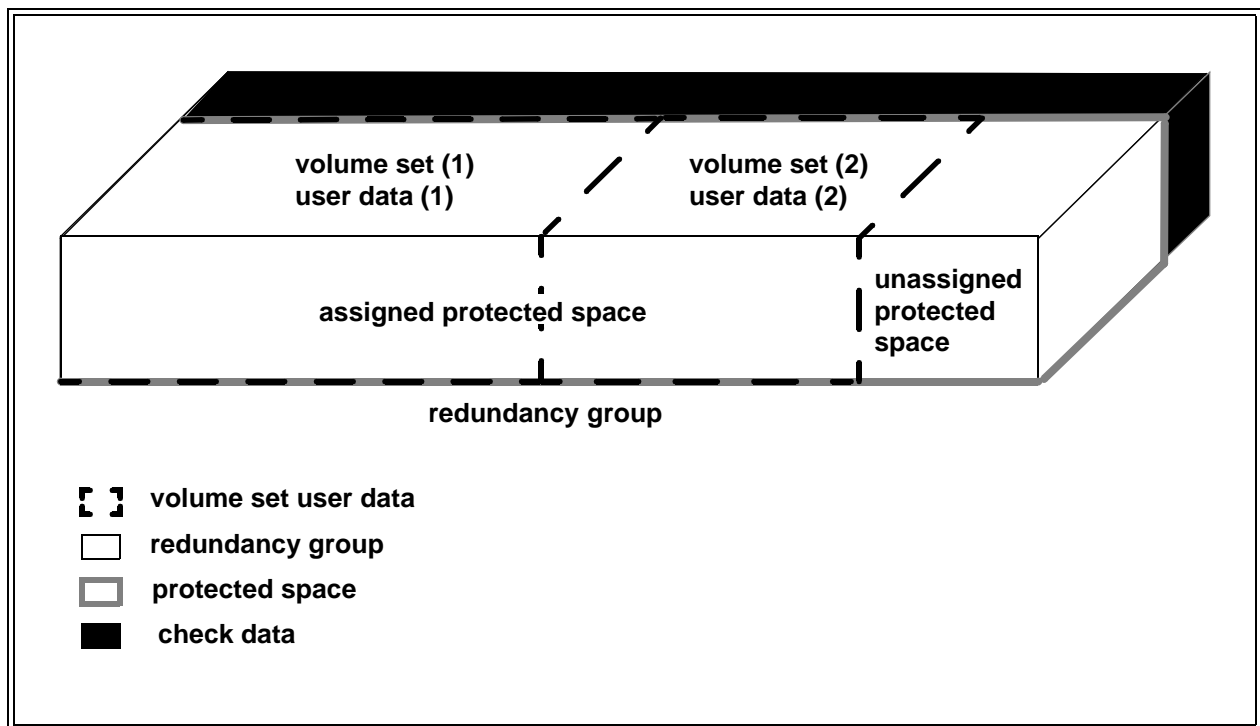 volume set (1)
user data (1)
volume set (2)
user data (2)
assigned protected space
unassigned
protected
space
redundancy group
volume set user data
redundancy group
protected space
check data